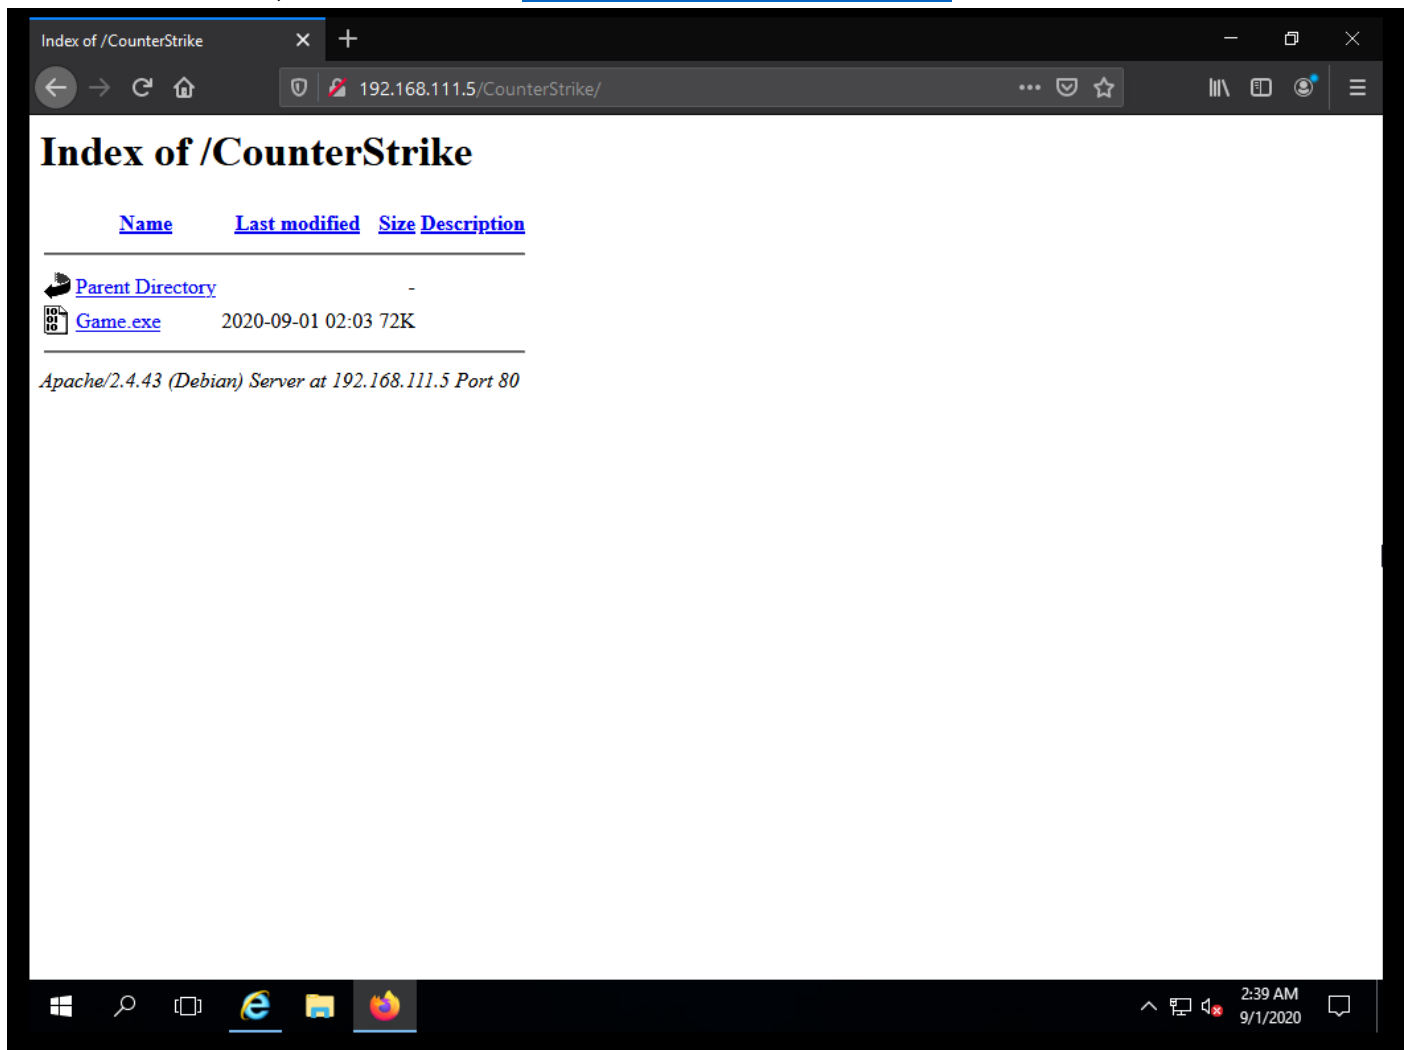 Index of /CounterStrike
192.168.111.5/CounterStrike/
Index of /CounterStrike
Name Last modified Size Description
Parent Directory -
Game.exe 2020-09-01 02:03 72K
Apache/2.4.43 (Debian) Server at 192.168.111.5 Port 80
2:39 AM
9/1/2020